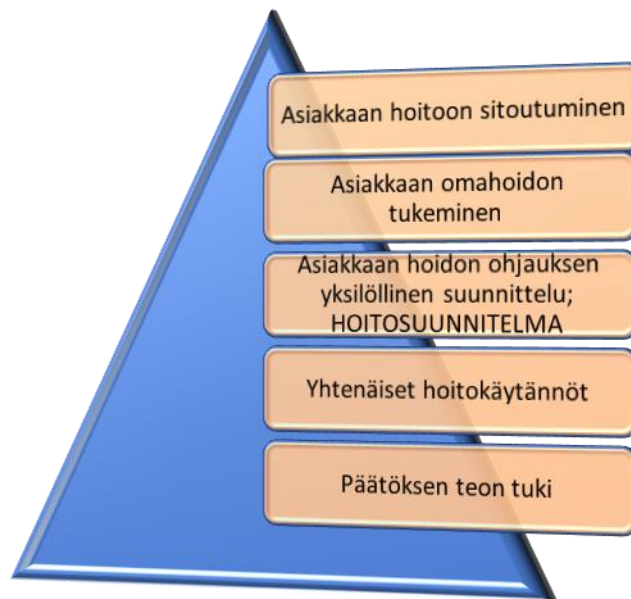 Asiakkaan hoitoon sitoutuminen
Asiakkaan omahoidon
tukeminen
Asiakkaan hoidon ohjauksen
yksilöllinen suunnittelu;
HOITOSUUNNITELMA
Yhtenäiset hoitokäytännöt
Päätöksen teon tuki